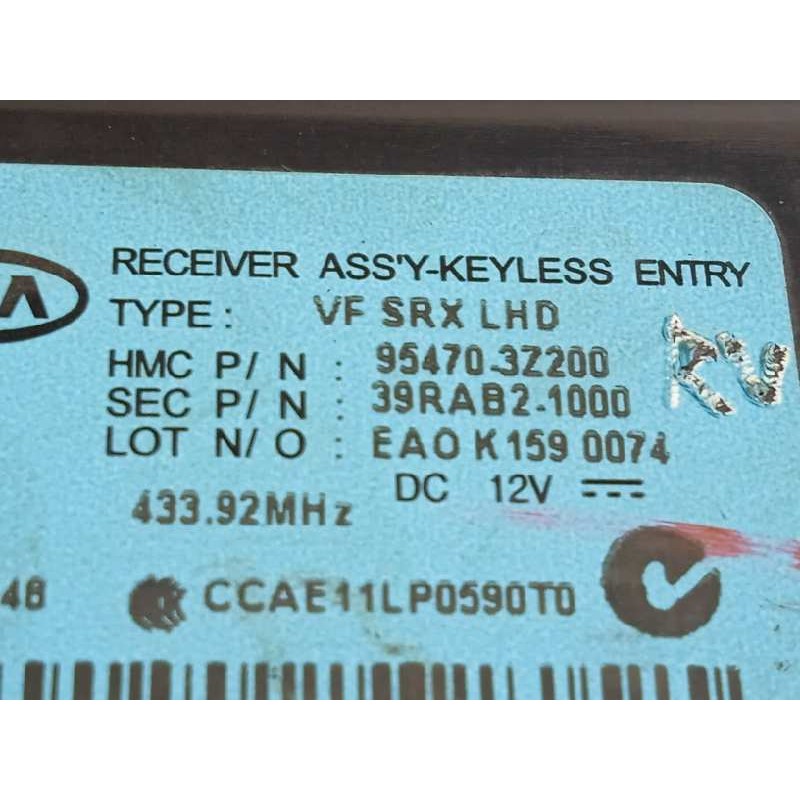 RECEIVER ASS'Y-KEYLESS ENTRY
TYPE : VF SRX LHD
HMC P/N : 95470-3Z200
SEC P/N : 39RAB2-1000
LOT N/O : EAO K159 0074
DC 12V
433.92MHz
48 CCAE11LP0590T0
RV